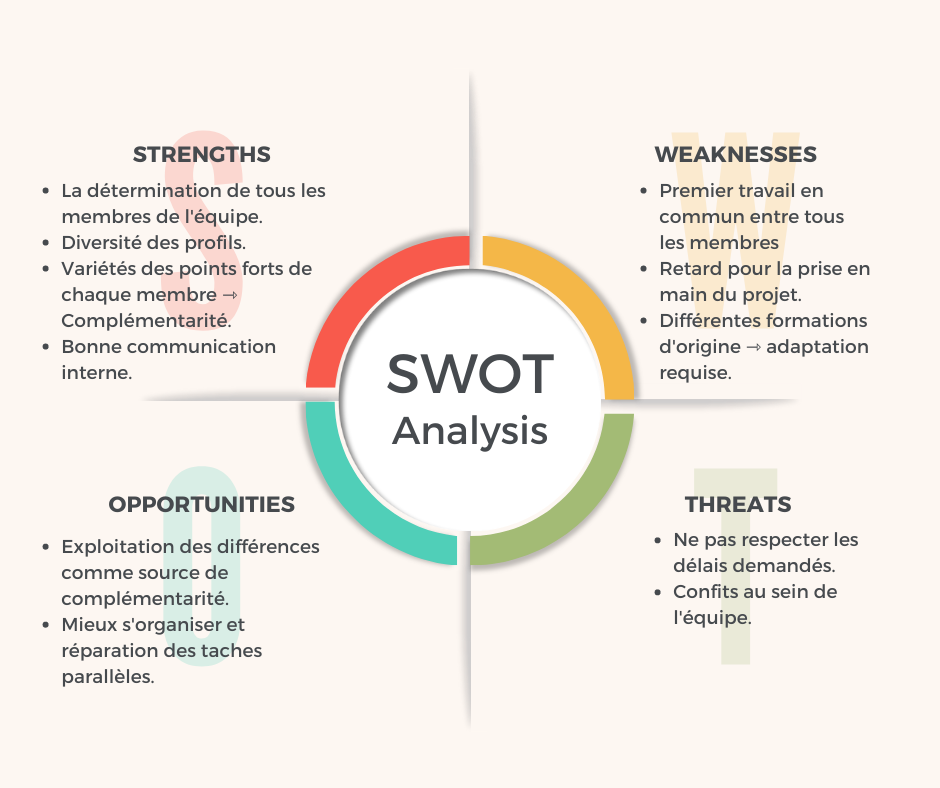 STRENGTHS
• La détermination de tous les
membres de l'équipe.
• Diversité des profils.
• Variétés des points forts de
chaque membre ⇾
Complémentarité.
• Bonne communication
interne.
WEAKNESSES
• Premier travail en
commun entre tous
les membres
• Retard pour la prise en
main du projet.
• Différentes formations
d'origine ⇾ adaptation
requise.
SWOT
Analysis
OPPORTUNITIES
• Exploitation des différences
comme source de
complémentarité.
• Mieux s'organiser et
réparation des taches
parallèles.
THREATS
• Ne pas respecter les
délais demandés.
• Confits au sein de
l'équipe.
S
W
O
T